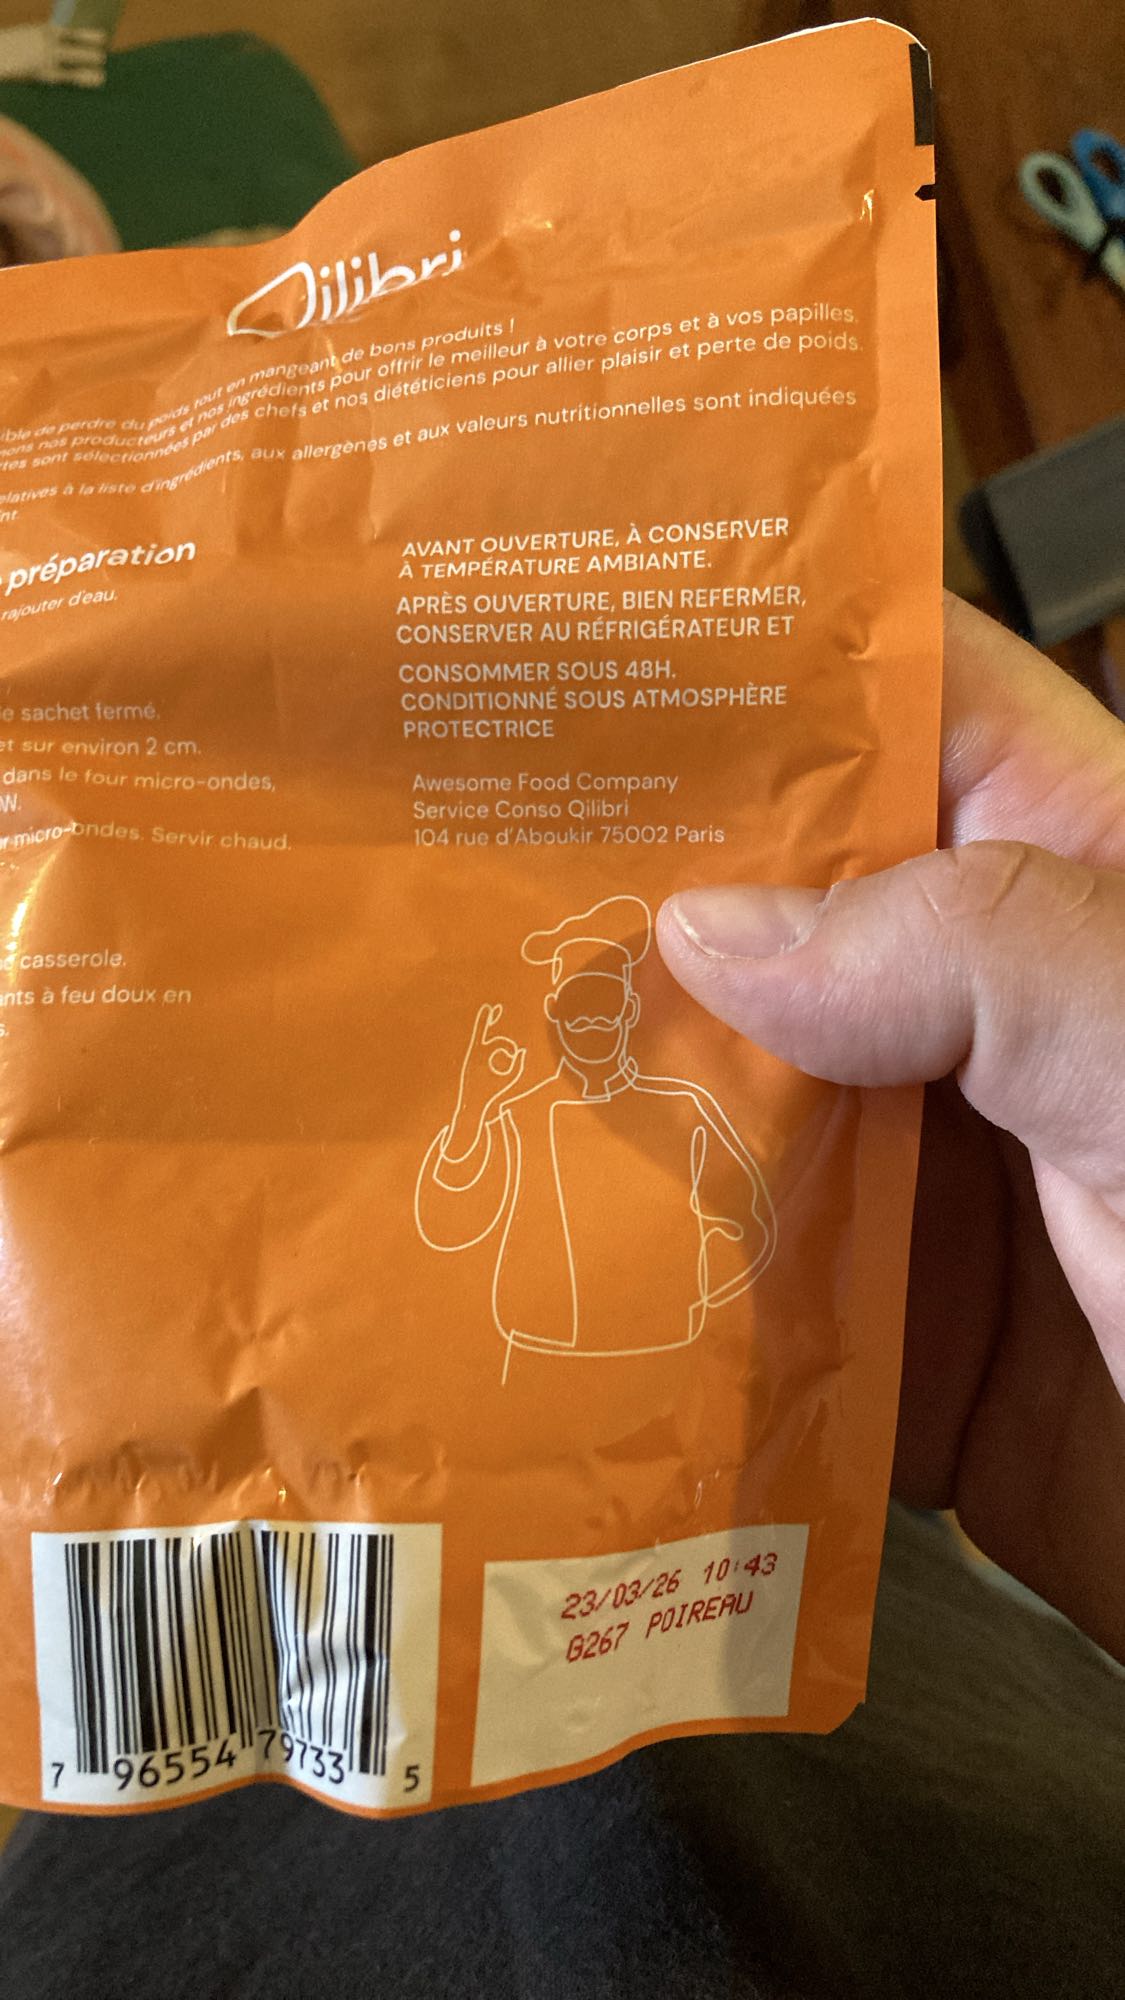 Qilibri
ible de perdre du poids tout en mangeant de bons produits !
nons nos producteurs et nos ingrédients pour offrir le meilleur à votre corps et à vos papilles.
tes sont sélectionnées par des chefs et nos diététiciens pour allier plaisir et perte de poids.
elatives à la liste d'ingrédients, aux allergènes et aux valeurs nutritionnelles sont indiquées
nt.
préparation
rajouter d'eau.
e sachet fermé.
et sur environ 2 cm.
dans le four micro-ondes,
W.
r micro-ondes. Servir chaud.
casserole.
ants à feu doux en
s.
AVANT OUVERTURE, À CONSERVER
À TEMPÉRATURE AMBIANTE.
APRÈS OUVERTURE, BIEN REFERMER,
CONSERVER AU RÉFRIGÉRATEUR ET
CONSOMMER SOUS 48H.
CONDITIONNÉ SOUS ATMOSPHÈRE
PROTECTRICE
Awesome Food Company
Service Conso Qilibri
104 rue d'Aboukir 75002 Paris
7 96554 79733 5
23/03/26 10:43
G267 POIREAU